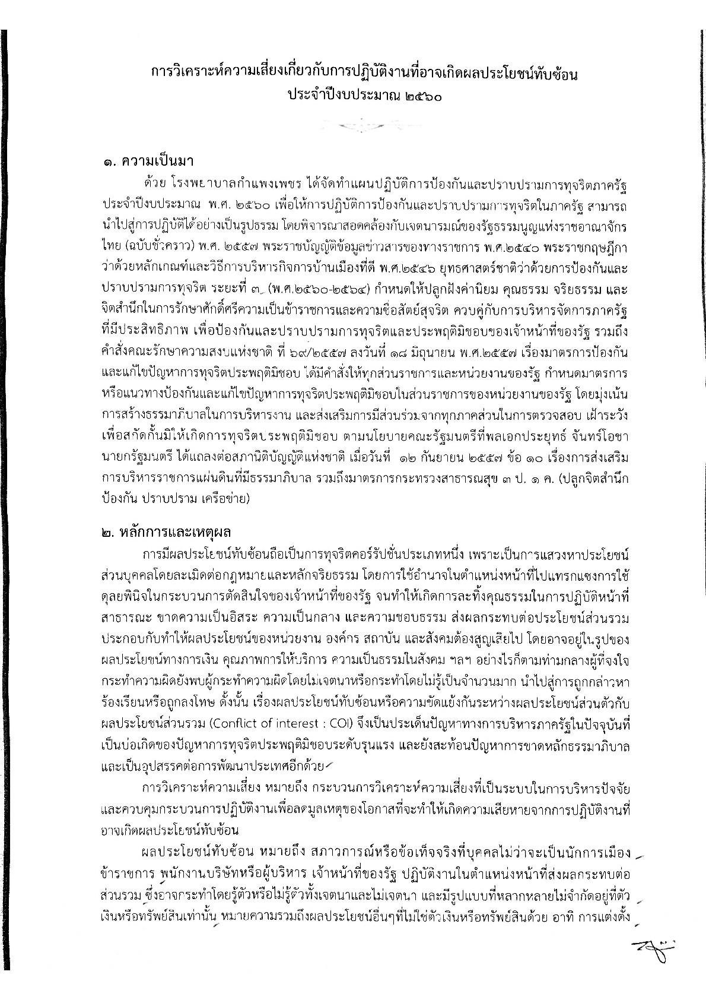 การวิเคราะห์ความเสี่ยงเกี่ยวกับการปฏิบัติงานที่อาจเกิดผลประโยชน์ทับซ้อน
ประจำปีงบประมาณ ๒๕๖๐
๑. ความเป็นมา
ด้วย โรงพยาบาลกำแพงเพชร ได้จัดทำแผนปฏิบัติการป้องกันและปราบปรามการทุจริตภาครัฐ
ประจำปีงบประมาณ พ.ศ. ๒๕๖๐ เพื่อให้การปฏิบัติการป้องกันและปราบปรามการทุจริตในภาครัฐ สามารถ
นำไปสู่การปฏิบัติได้อย่างเป็นรูปธรรม โดยพิจารณาสอดคล้องกับเจตนารมณ์ของรัฐธรรมนูญแห่งราชอาณาจักร
ไทย (ฉบับชั่วคราว) พ.ศ. ๒๕๕๗ พระราชบัญญัติข้อมูลข่าวสารของทางราชการ พ.ศ.๒๕๔๐ พระราชกฤษฎีกา
ว่าด้วยหลักเกณฑ์และวิธีการบริหารกิจการบ้านเมืองที่ดี พ.ศ.๒๕๔๖ ยุทธศาสตร์ชาติว่าด้วยการป้องกันและ
ปราบปรามการทุจริต ระยะที่ ๓ (พ.ศ.๒๕๖๐-๒๕๖๔) กำหนดให้ปลูกฝังค่านิยม คุณธรรม จริยธรรม และ
จิตสำนึกในการรักษาศักดิ์ศรีความเป็นข้าราชการและความซื่อสัตย์สุจริต ควบคู่กับการบริหารจัดการภาครัฐ
ที่มีประสิทธิภาพ เพื่อป้องกันและปราบปรามการทุจริตและประพฤติมิชอบของเจ้าหน้าที่ของรัฐ รวมถึง
คำสั่งคณะรักษาความสงบแห่งชาติ ที่ ๖๙/๒๕๕๗ ลงวันที่ ๑๘ มิถุนายน พ.ศ.๒๕๕๗ เรื่องมาตรการป้องกัน
และแก้ไขปัญหาการทุจริตประพฤติมิชอบ ได้มีคำสั่งให้ทุกส่วนราชการและหน่วยงานของรัฐ กำหนดมาตรการ
หรือแนวทางป้องกันและแก้ไขปัญหาการทุจริตประพฤติมิชอบในส่วนราชการของหน่วยงานของรัฐ โดยมุ่งเน้น
การสร้างธรรมาภิบาลในการบริหารงาน และส่งเสริมการมีส่วนร่วมจากทุกภาคส่วนในการตรวจสอบ เฝ้าระวัง
เพื่อสกัดกั้นมิให้เกิดการทุจริตประพฤติมิชอบ ตามนโยบายคณะรัฐมนตรีที่พลเอกประยุทธ์ จันทร์โอชา
นายกรัฐมนตรี ได้แถลงต่อสภานิติบัญญัติแห่งชาติ เมื่อวันที่ ๑๒ กันยายน ๒๕๕๗ ข้อ ๑๐ เรื่องการส่งเสริม
การบริหารราชการแผ่นดินที่มีธรรมาภิบาล รวมถึงมาตรการกระทรวงสาธารณสุข ๓ ป. ๑ ค. (ปลูกจิตสำนึก
ป้องกัน ปราบปราม เครือข่าย)
๒. หลักการและเหตุผล
การมีผลประโยชน์ทับซ้อนถือเป็นการทุจริตคอร์รัปชั่นประเภทหนึ่ง เพราะเป็นการแสวงหาประโยชน์
ส่วนบุคคลโดยละเมิดต่อกฎหมายและหลักจริยธรรม โดยการใช้อำนาจในตำแหน่งหน้าที่ไปแทรกแซงการใช้
ดุลยพินิจในกระบวนการตัดสินใจของเจ้าหน้าที่ของรัฐ จนทำให้เกิดการละทิ้งคุณธรรมในการปฏิบัติหน้าที่
สาธารณะ ขาดความเป็นอิสระ ความเป็นกลาง และความชอบธรรม ส่งผลกระทบต่อประโยชน์ส่วนรวม
ประกอบกับทำให้ผลประโยชน์ของหน่วยงาน องค์กร สถาบัน และสังคมต้องสูญเสียไป โดยอาจอยู่ในรูปของ
ผลประโยชน์ทางการเงิน คุณภาพการให้บริการ ความเป็นธรรมในสังคม ฯลฯ อย่างไรก็ตามท่ามกลางผู้ที่จงใจ
กระทำความผิดยังพบผู้กระทำความผิดโดยไม่เจตนาหรือกระทำโดยไม่รู้เป็นจำนวนมาก นำไปสู่การถูกกล่าวหา
ร้องเรียนหรือถูกลงโทษ ดั้งนั้น เรื่องผลประโยชน์ทับซ้อนหรือความขัดแย้งกันระหว่างผลประโยชน์ส่วนตัวกับ
ผลประโยชน์ส่วนรวม (Conflict of interest : COI) จึงเป็นประเด็นปัญหาทางการบริหารภาครัฐในปัจจุบันที่
เป็นบ่อเกิดของปัญหาการทุจริตประพฤติมิชอบระดับรุนแรง และยังสะท้อนปัญหาการขาดหลักธรรมาภิบาล
และเป็นอุปสรรคต่อการพัฒนาประเทศอีกด้วย
การวิเคราะห์ความเสี่ยง หมายถึง กระบวนการวิเคราะห์ความเสี่ยงที่เป็นระบบในการบริหารปัจจัย
และควบคุมกระบวนการปฏิบัติงานเพื่อลดมูลเหตุของโอกาสที่จะทำให้เกิดความเสียหายจากการปฏิบัติงานที่
อาจเกิดผลประโยชน์ทับซ้อน
ผลประโยชน์ทับซ้อน หมายถึง สภาวการณ์หรือข้อเท็จจริงที่บุคคลไม่ว่าจะเป็นนักการเมือง
ข้าราชการ พนักงานบริษัทหรือผู้บริหาร เจ้าหน้าที่ของรัฐ ปฏิบัติงานในตำแหน่งหน้าที่ส่งผลกระทบต่อ
ส่วนรวม ซึ่งอาจกระทำโดยรู้ตัวหรือไม่รู้ตัวทั้งเจตนาและไม่เจตนา และมีรูปแบบที่หลากหลายไม่จำกัดอยู่ที่ตัว
เงินหรือทรัพย์สินเท่านั้น หมายความรวมถึงผลประโยชน์อื่นๆที่ไม่ใช่ตัวเงินหรือทรัพย์สินด้วย อาทิ การแต่งตั้ง